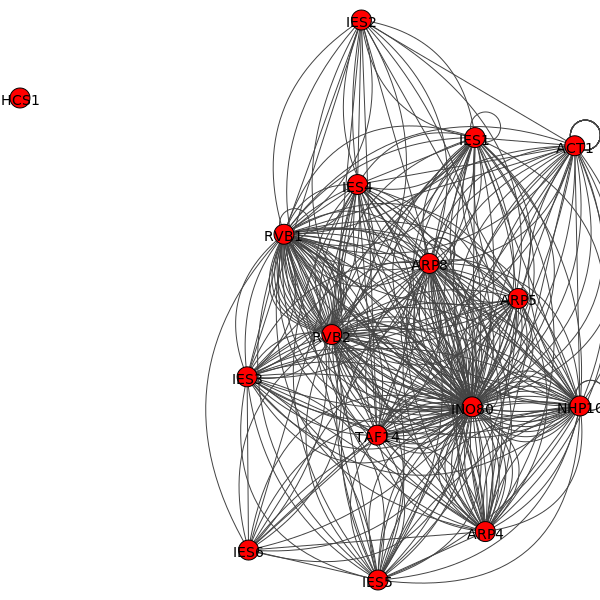 IES2
HCS1
IES1
ACT1
IES4
RVB1
ARP8
ARP5
RVB2
IES3
INO80
NHP10
TAF14
ARP4
IES6
IES5